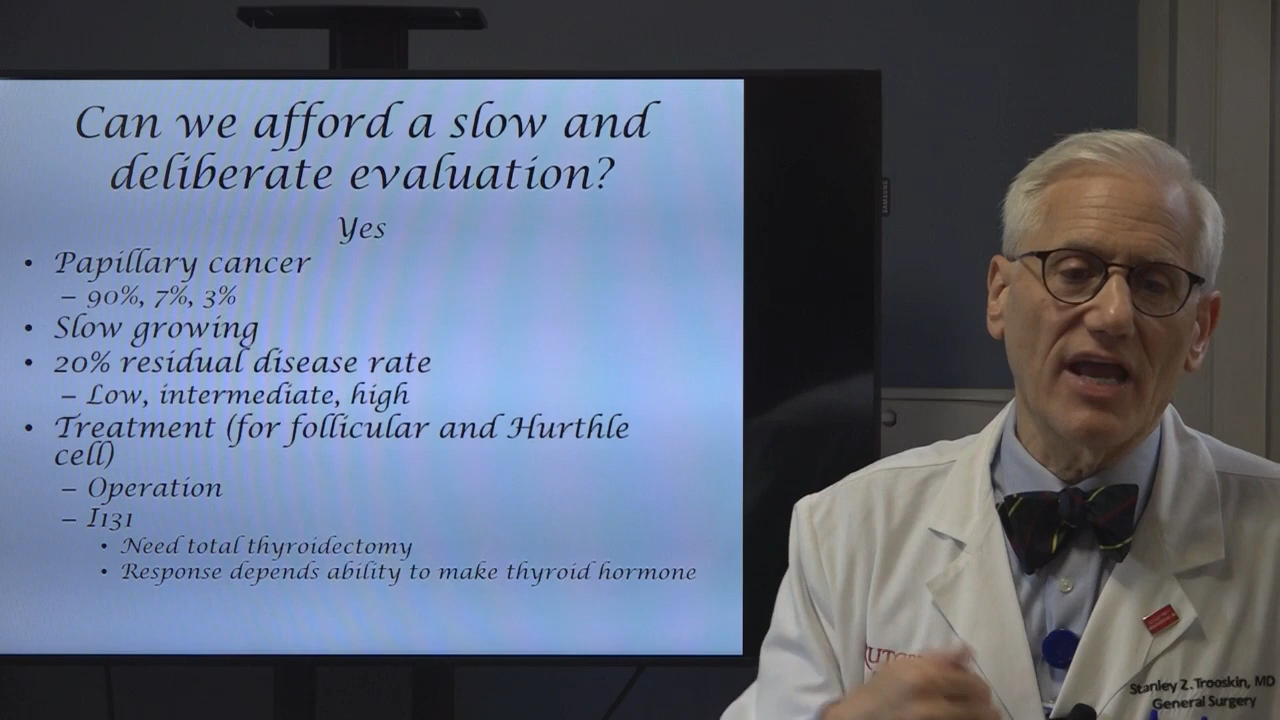 Can we afford a slow and
deliberate evaluation?
Yes
• Papillary cancer
– 90%, 7%, 3%
• Slow growing
• 20% residual disease rate
– Low, intermediate, high
• Treatment (for follicular and Hurthle
cell)
– Operation
– I131
• Need total thyroidectomy
• Response depends ability to make thyroid hormone
Stanley Z. Trooskin, MD
General Surgery